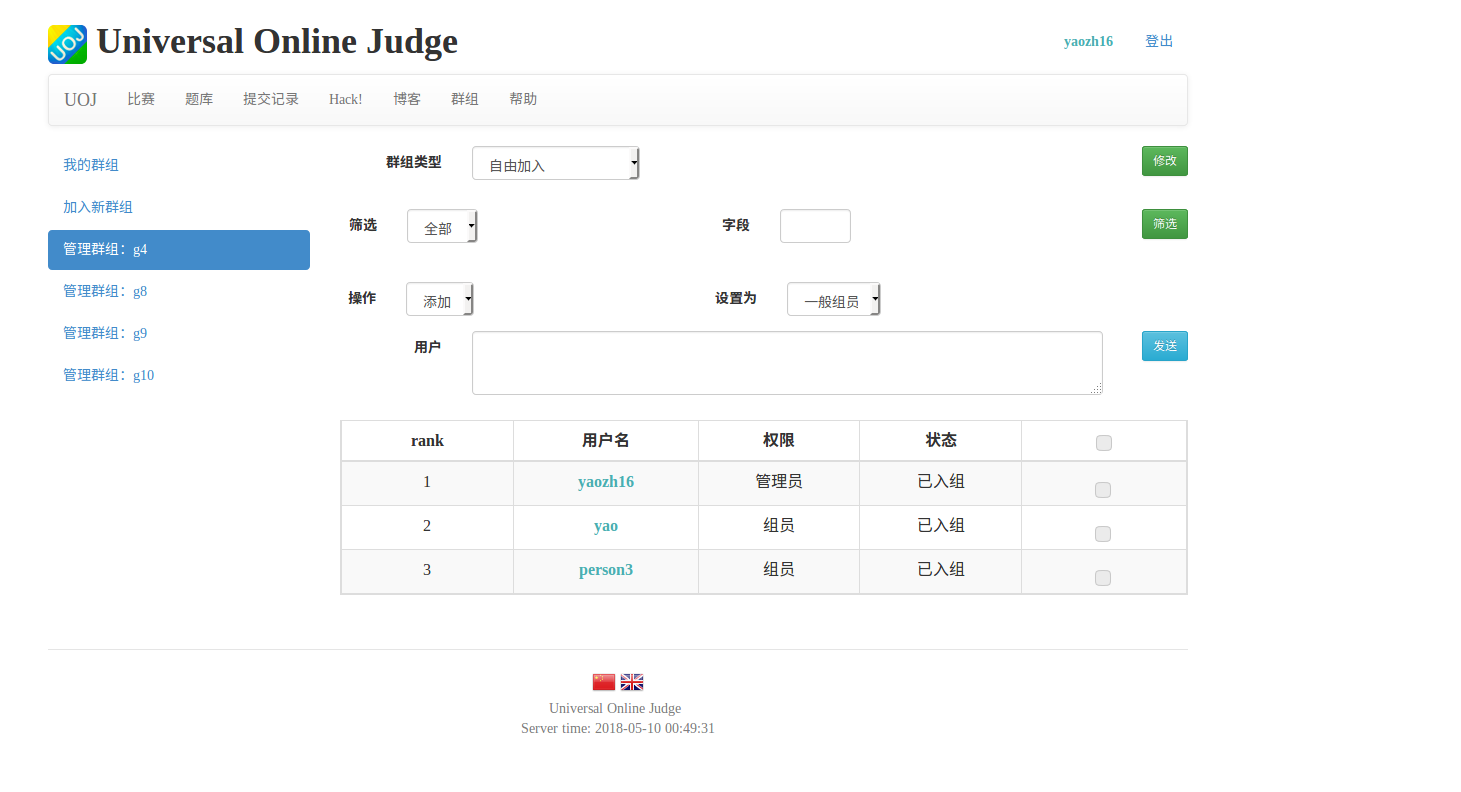 UOJ Universal Online Judge
yaozh16 登出
UOJ 比赛 题库 提交记录 Hack! 博客 群组 帮助
我的群组
加入新群组
管理群组：g4
管理群组：g8
管理群组：g9
管理群组：g10
群组类型 自由加入 修改
筛选 全部 字段 筛选
操作 添加 设置为 一般组员
用户 发送
rank 用户名 权限 状态
1 yaozh16 管理员 已入组
2 yao 组员 已入组
3 person3 组员 已入组
Universal Online Judge
Server time: 2018-05-10 00:49:31